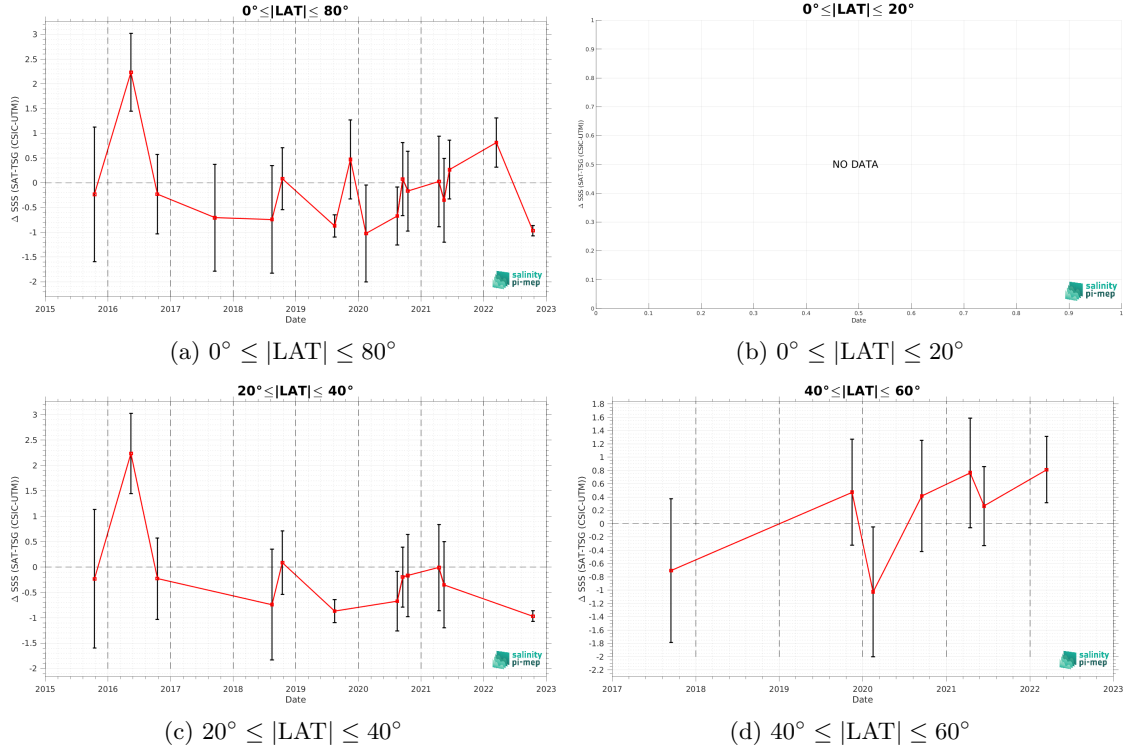 0°≤|LAT|≤ 80°
Δ SSS (SAT-TSG (CSIC-UTM))
3
2.5
2
1.5
1
0.5
0
-0.5
-1
-1.5
-2
2015 2016 2017 2018 2019 2020 2021 2022 2023
Date
salinity
pi-mep
(a) 0° ≤ |LAT| ≤ 80°
0°≤|LAT|≤ 20°
Δ SSS (SAT-TSG (CSIC-UTM))
1
0.9
0.8
0.7
0.6
0.5
0.4
0.3
0.2
0.1
0
NO DATA
0 0.1 0.2 0.3 0.4 0.5 0.6 0.7 0.8 0.9 1
Date
salinity
pi-mep
(b) 0° ≤ |LAT| ≤ 20°
20°≤|LAT|≤ 40°
Δ SSS (SAT-TSG (CSIC-UTM))
3
2.5
2
1.5
1
0.5
0
-0.5
-1
-1.5
-2
2015 2016 2017 2018 2019 2020 2021 2022 2023
Date
salinity
pi-mep
(c) 20° ≤ |LAT| ≤ 40°
40°≤|LAT|≤ 60°
Δ SSS (SAT-TSG (CSIC-UTM))
1.8
1.6
1.4
1.2
1
0.8
0.6
0.4
0.2
0
-0.2
-0.4
-0.6
-0.8
-1
-1.2
-1.4
-1.6
-1.8
-2
-2.2
2017 2018 2019 2020 2021 2022 2023
Date
salinity
pi-mep
(d) 40° ≤ |LAT| ≤ 60°